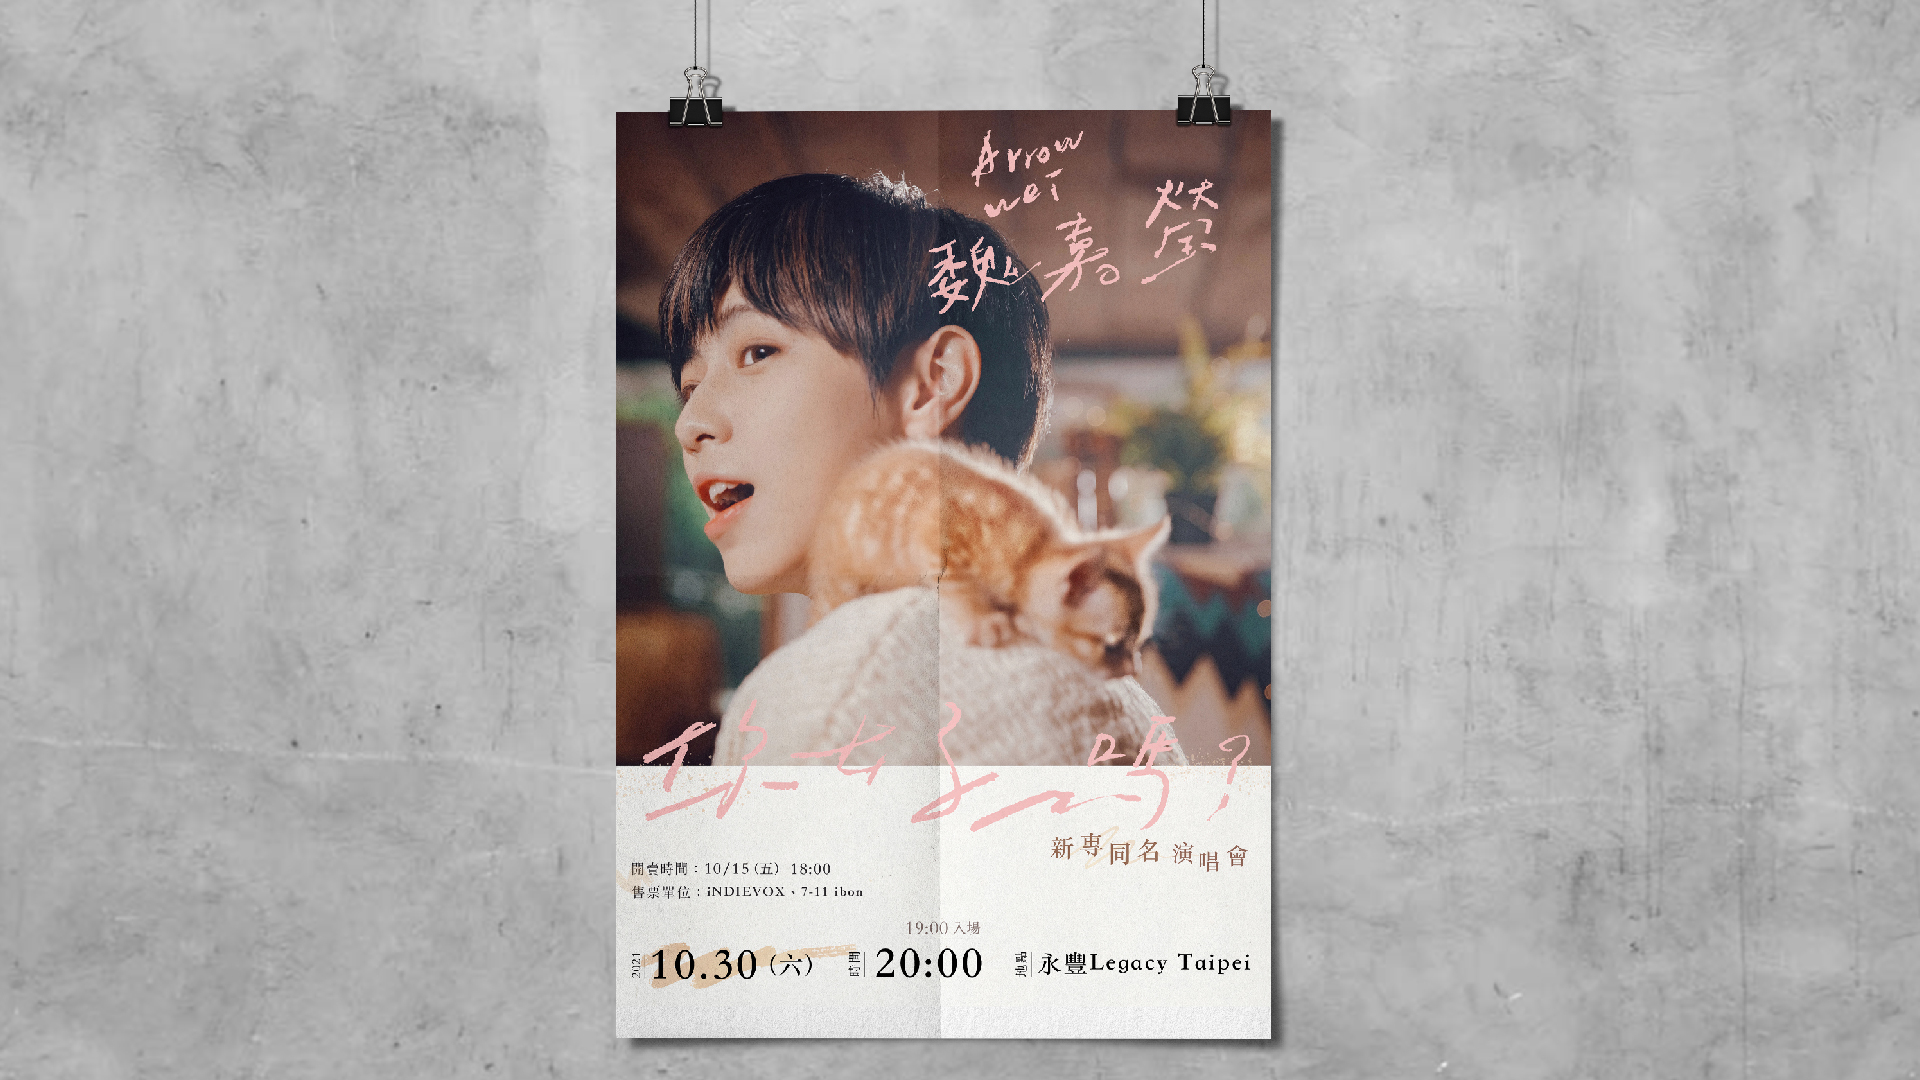 Arrow
wei
魏嘉瑩
妳好嗎?
新專同名演唱會
開賣時間：10/15（五）18:00
售票單位：iNDIEVOX、7-11 ibon
19:00 入場
2021 10.30（六） 時間 20:00 地點 永豐Legacy Taipei